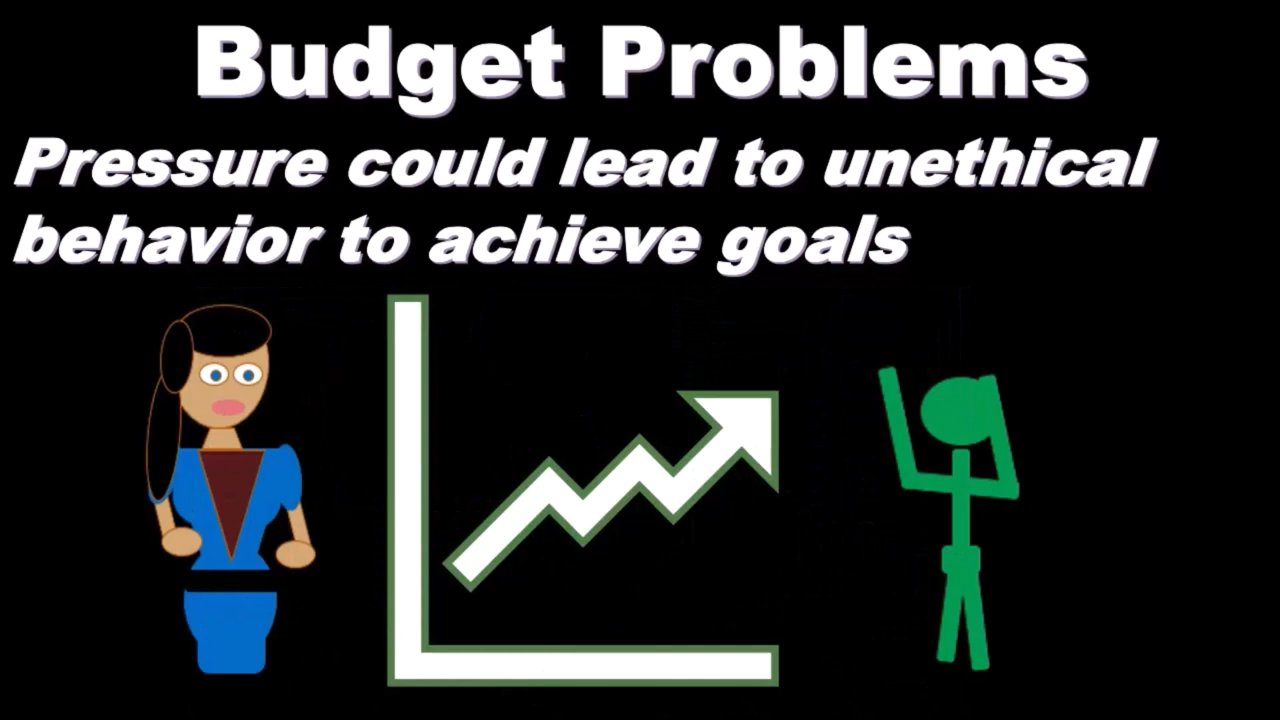 Budget Problems
Pressure could lead to unethical
behavior to achieve goals